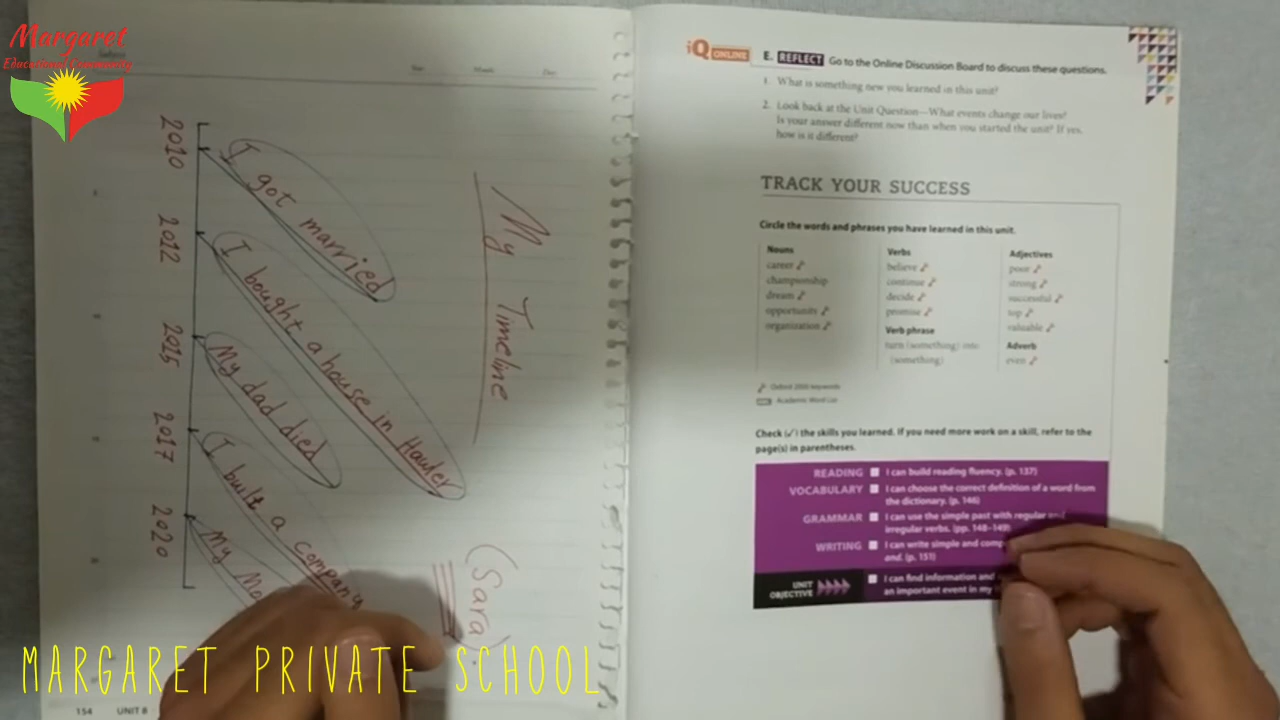 Margaret
Educational Community
My Timeline
(Sara).
2010
I got married
2012
I bought a house in Hawler
2015
My dad died
2017
I built a company
2020
My
154 UNIT 8
iQ ONLINE
E. REFLECT Go to the Online Discussion Board to discuss these questions.
1. What is something new you learned in this unit?
2. Look back at the Unit Question—What events change our lives?
Is your answer different now than when you started the unit? If yes,
how is it different?
TRACK YOUR SUCCESS
Circle the words and phrases you have learned in this unit.
Nouns
career
championship
dream
opportunity
organization
Verbs
believe
continue
decide
promise
Verb phrase
turn (something) into
(something)
Adjectives
poor
strong
successful
top
valuable
Adverb
even
Oxford 2000 keywords
Academic Word List
Check (✓) the skills you learned. If you need more work on a skill, refer to the
page(s) in parentheses.
READING I can build reading fluency. (p. 137)
VOCABULARY I can choose the correct definition of a word from
the dictionary. (p. 146)
GRAMMAR I can use the simple past with regular and
irregular verbs. (pp. 148–149)
WRITING I can write simple and
end. (p. 151)
UNIT OBJECTIVE I can find information and
an important event in my
MARGARET PRIVATE SCHOOL